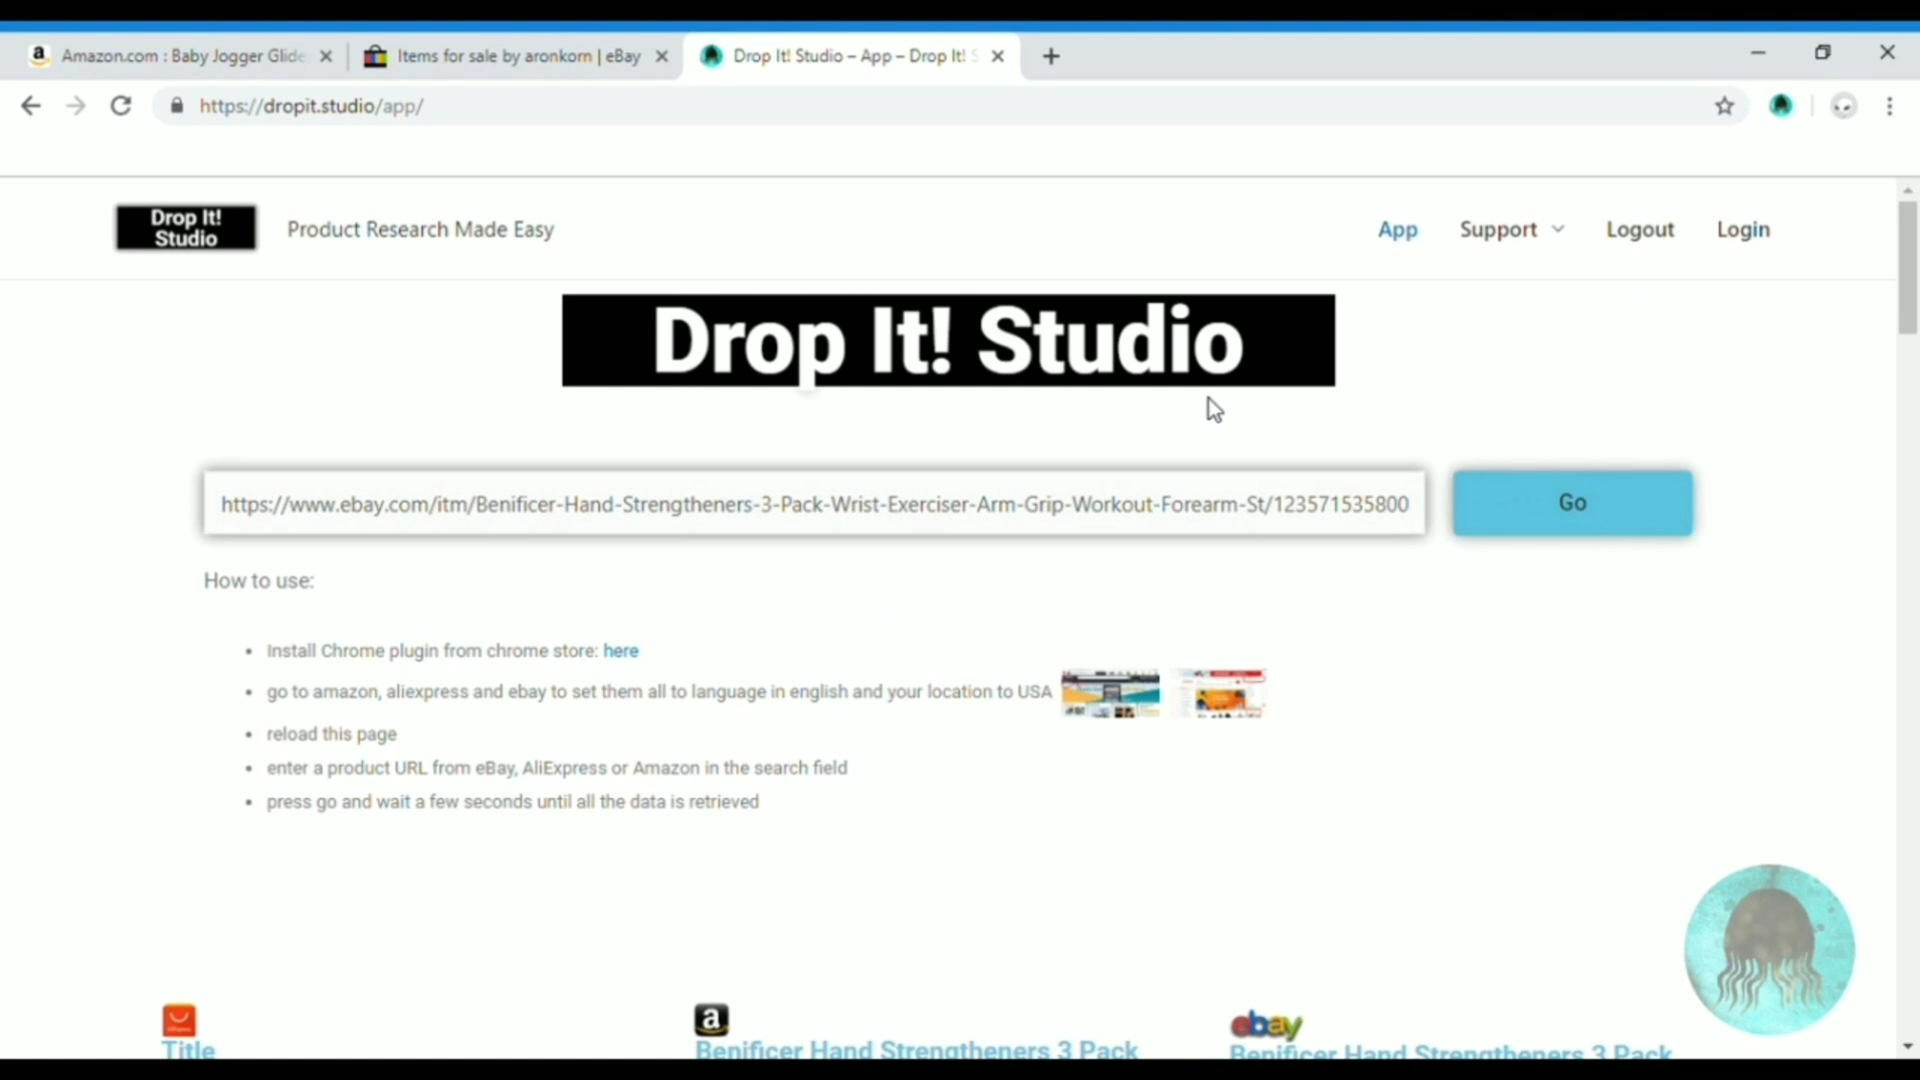 Amazon.com : Baby Jogger Glide
Items for sale by aronkorn | eBay
Drop It! Studio – App – Drop It! S
https://dropit.studio/app/
Drop It!
Studio
Product Research Made Easy
App
Support
Logout
Login
Drop It! Studio
https://www.ebay.com/itm/Benificer-Hand-Strengtheners-3-Pack-Wrist-Exerciser-Arm-Grip-Workout-Forearm-St/123571535800
Go
How to use:
Install Chrome plugin from chrome store: here
go to amazon, aliexpress and ebay to set them all to language in english and your location to USA
reload this page
enter a product URL from eBay, AliExpress or Amazon in the search field
press go and wait a few seconds until all the data is retrieved
a
ebay
Title
Benificer Hand Strengtheners 3 Pack
Benificer Hand Strengtheners 3 Pack